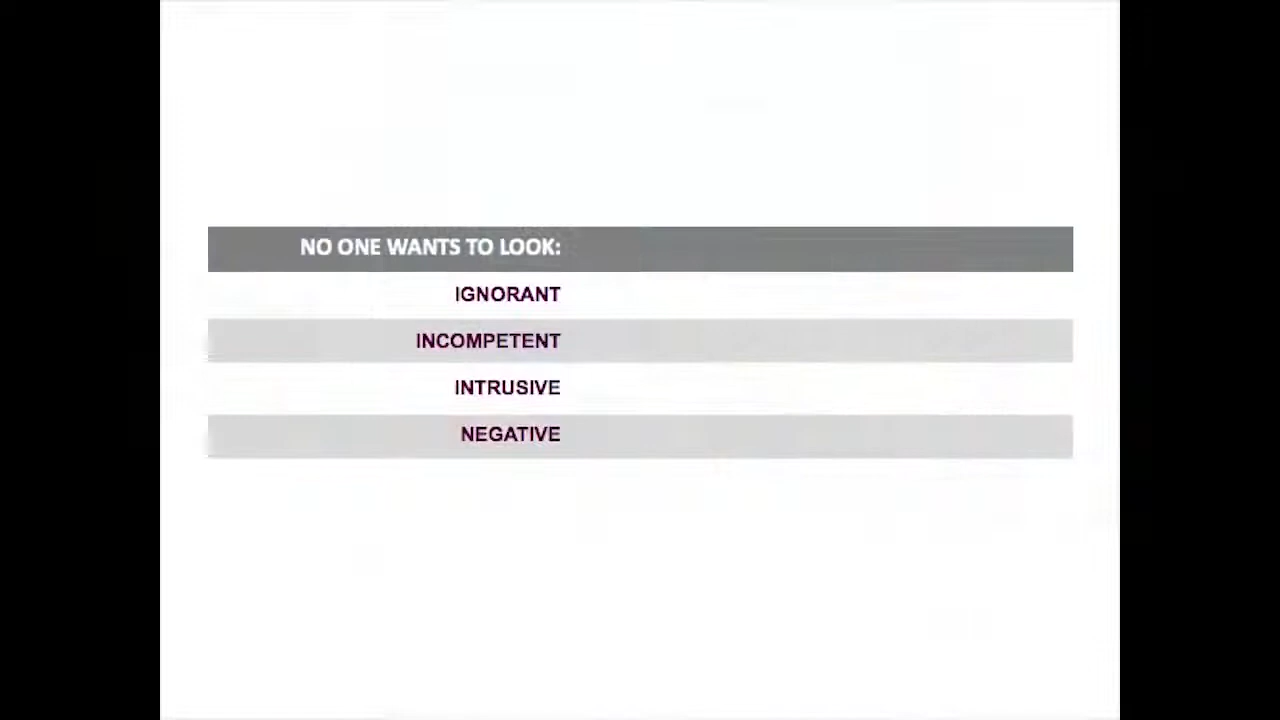 NO ONE WANTS TO LOOK:
IGNORANT
INCOMPETENT
INTRUSIVE
NEGATIVE